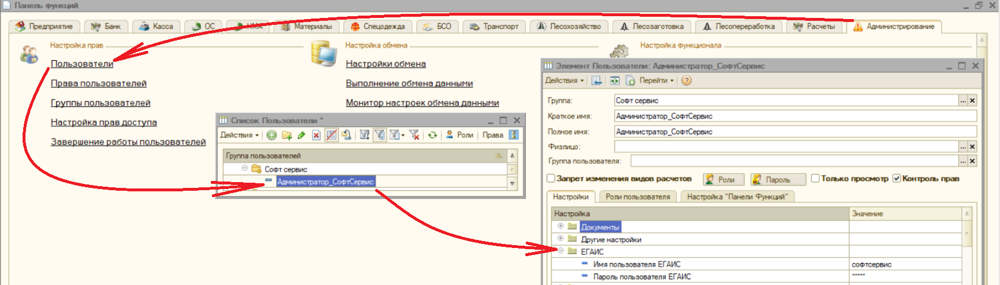 Панель функций
Предприятие Банк Касса ОС НМА Материалы Спецодежда БСО Транспорт Лесохозяйство Лесозаготовка Лесопереработка Расчеты Администрирование
Настройка прав
Пользователи
Права пользователей
Группы пользователей
Настройка прав доступа
Завершение работы пользователей
Настройка обмена
Настройки обмена
Выполнение обмена данными
Монитор настроек обмена данными
Настройка функционала
Список Пользователи *
Действия Роли Права
Группа пользователей
Софт сервис
Администратор_СофтСервис
Элемент Пользователи: Администратор_СофтСервис
Действия Перейти
Группа: Софт сервис
Краткое имя: Администратор_СофтСервис
Полное имя: Администратор_СофтСервис
Физлицо:
Группа пользователя:
Запрет изменения видов расчетов Роли Пароль Только просмотр Контроль прав
Настройки Роли пользователя Настройка "Панели Функций"
Настройка Значение
Документы
Другие настройки
ЕГАИС
Имя пользователя ЕГАИС софтсервис
Пароль пользователя ЕГАИС *****